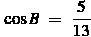 cos B = 5/13